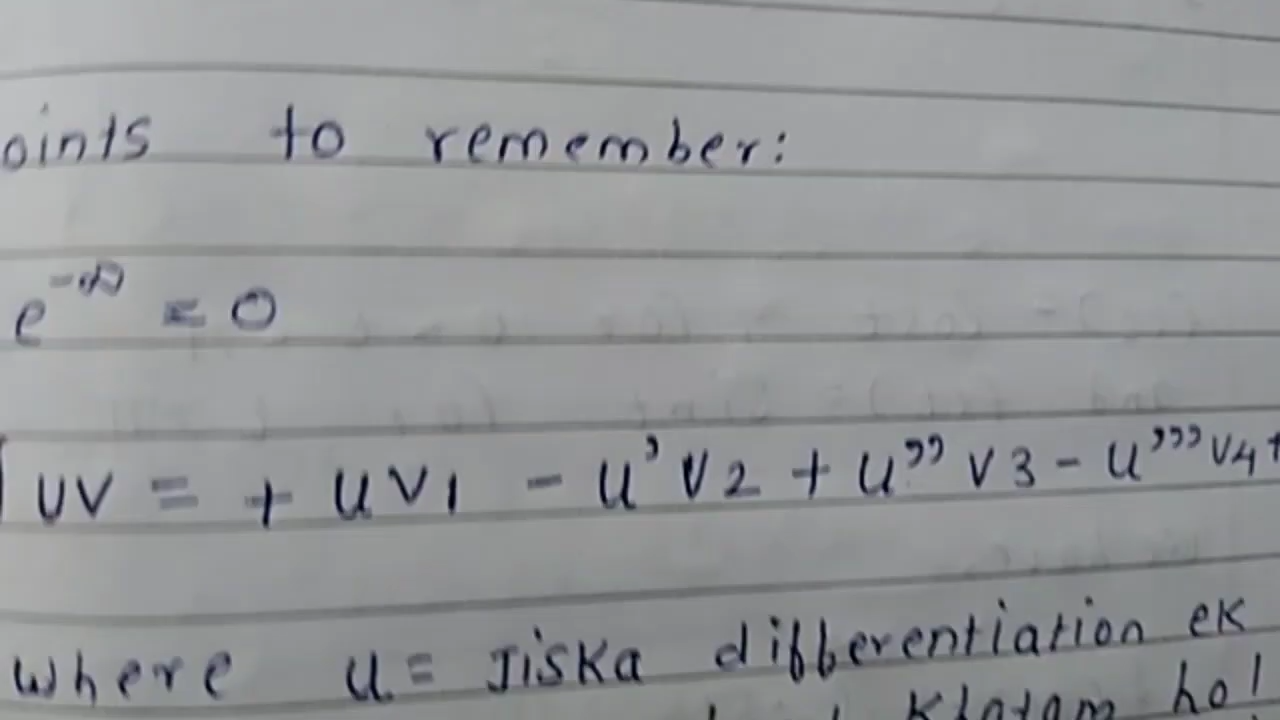 oints to remember:
e^-∞ = 0
∫uv = + uv1 - u'v2 + u''v3 - u'''v4+
where u = Jiska differentiation ek
Khatam ho!